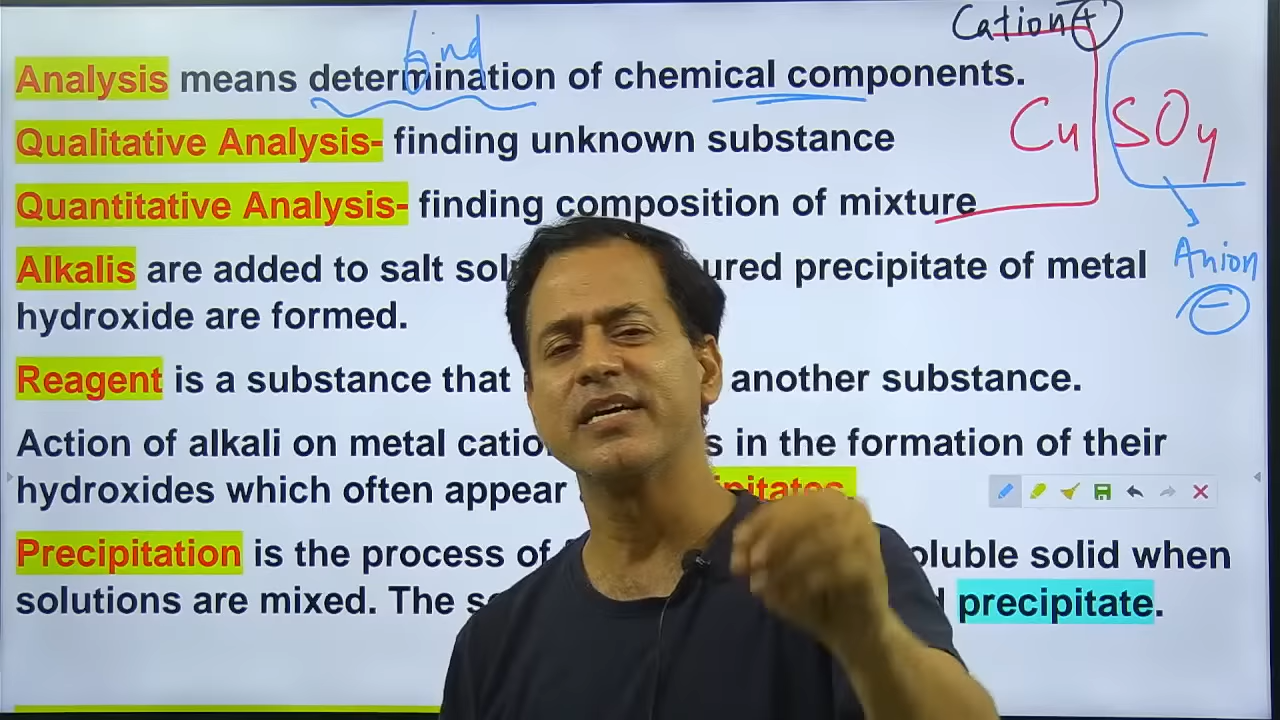 Cation +
find
Analysis means determination of chemical components.
Cu SO4
Qualitative Analysis- finding unknown substance
Quantitative Analysis- finding composition of mixture
Anion
−
Alkalis are added to salt sol ured precipitate of metal
hydroxide are formed.
Reagent is a substance that another substance.
Action of alkali on metal catio s in the formation of their
hydroxides which often appear ipitates.
Precipitation is the process of oluble solid when
solutions are mixed. The s precipitate.